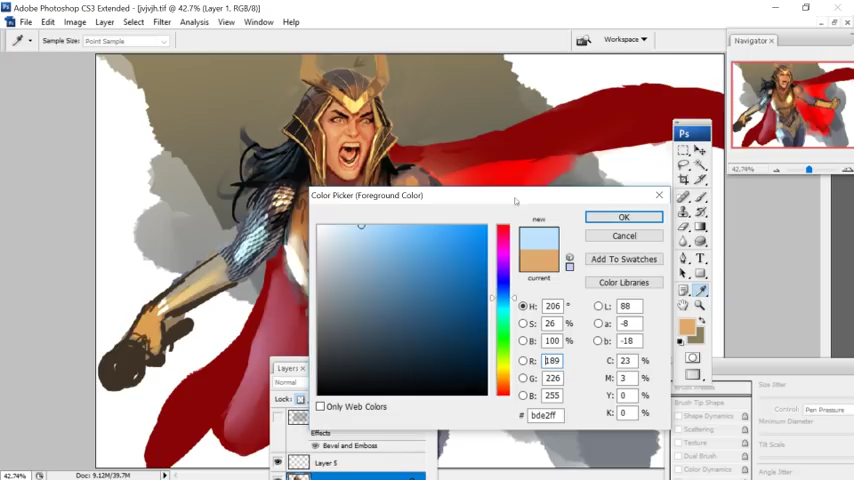 Ps Adobe Photoshop CS3 Extended - [jvjvjh.tif @ 42.7% (Layer 1, RGB/8)]
File Edit Image Layer Select Filter Analysis View Window Help
Sample Size: Point Sample
Workspace
Navigator
42.74%
Ps
Color Picker (Foreground Color)
new
current
OK
Cancel
Add To Swatches
Color Libraries
H: 206 °
S: 26 %
B: 100 %
R: 189
G: 226
B: 255
L: 88
a: -8
b: -18
C: 23 %
M: 3 %
Y: 0 %
K: 0 %
# bde2ff
Only Web Colors
Layers
Normal
Lock:
Effects
Bevel and Emboss
Layer 5
T
Brush Presets
Brush Tip Shape
Shape Dynamics
Scattering
Texture
Dual Brush
Color Dynamics
Size Jitter
Control: Pen Pressure
Minimum Diameter
Tilt Scale
Angle Jitter
42.74%
Doc: 9.12M/39.7M